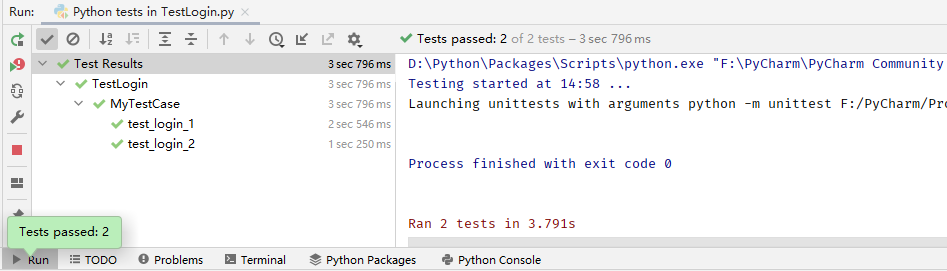 Run: Python tests in TestLogin.py
Tests passed: 2 of 2 tests – 3 sec 796 ms
Test Results 3 sec 796 ms
TestLogin 3 sec 796 ms
MyTestCase 3 sec 796 ms
test_login_1 2 sec 546 ms
test_login_2 1 sec 250 ms
D:\Python\Packages\Scripts\python.exe "F:\PyCharm\PyCharm Community
Testing started at 14:58 ...
Launching unittests with arguments python -m unittest F:/PyCharm/Pro
Process finished with exit code 0
Ran 2 tests in 3.791s
Tests passed: 2
Run TODO Problems Terminal Python Packages Python Console